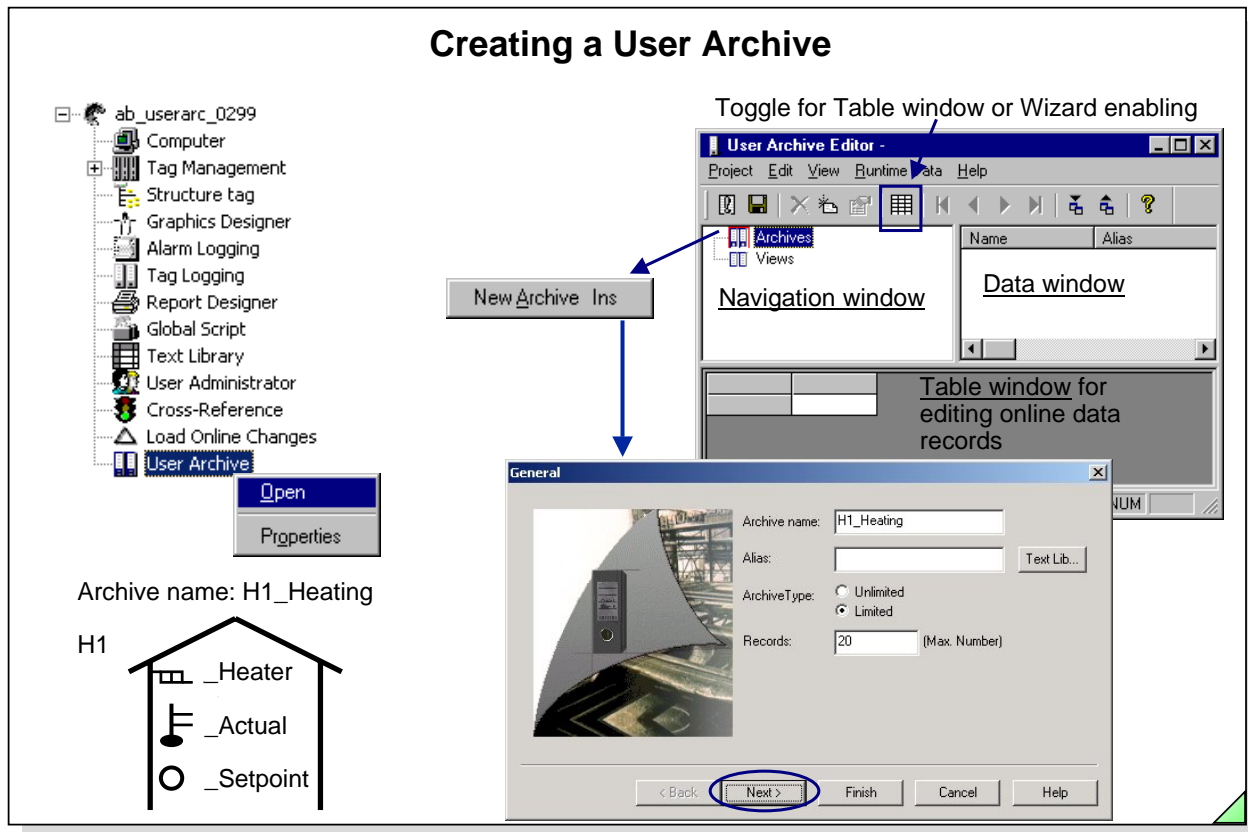 Creating a User Archive
ab_userarc_0299
Computer
Tag Management
Structure tag
Graphics Designer
Alarm Logging
Tag Logging
Report Designer
Global Script
Text Library
User Administrator
Cross-Reference
Load Online Changes
User Archive
Open
Properties
Toggle for Table window or Wizard enabling
User Archive Editor -
Project Edit View Runtime data Help
Archives
Views
Navigation window
Name Alias
Data window
New Archive Ins
Table window for
editing online data
records
NUM
General
Archive name: H1_Heating
Alias: Text Lib...
ArchiveType: Unlimited
Limited
Records: 20 (Max. Number)
< Back Next > Finish Cancel Help
Archive name: H1_Heating
H1
_Heater
_Actual
_Setpoint